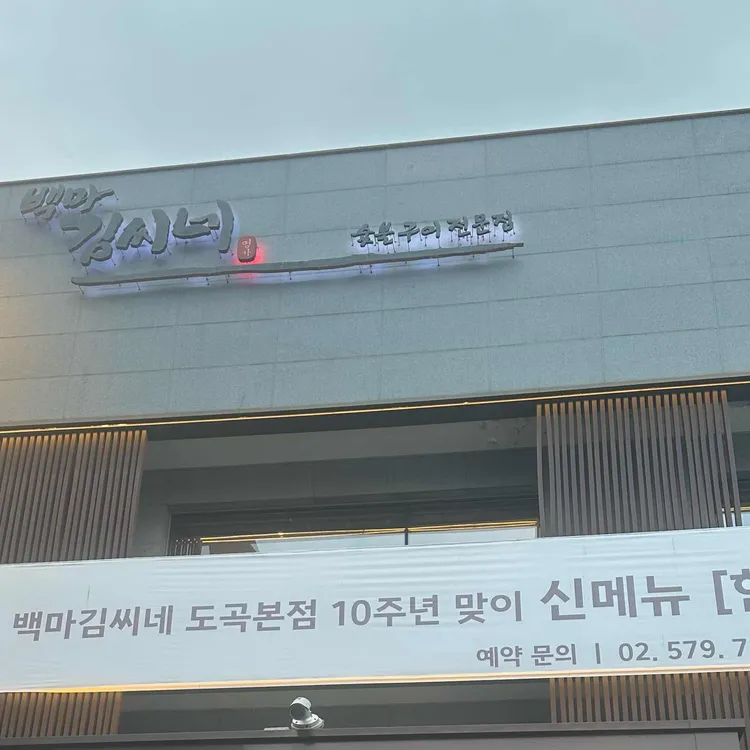 백마
김씨네
숯불구이 전문점
백마김씨네 도곡본점 10주년 맞이 신메뉴 [한
예약 문의 | 02. 579. 7